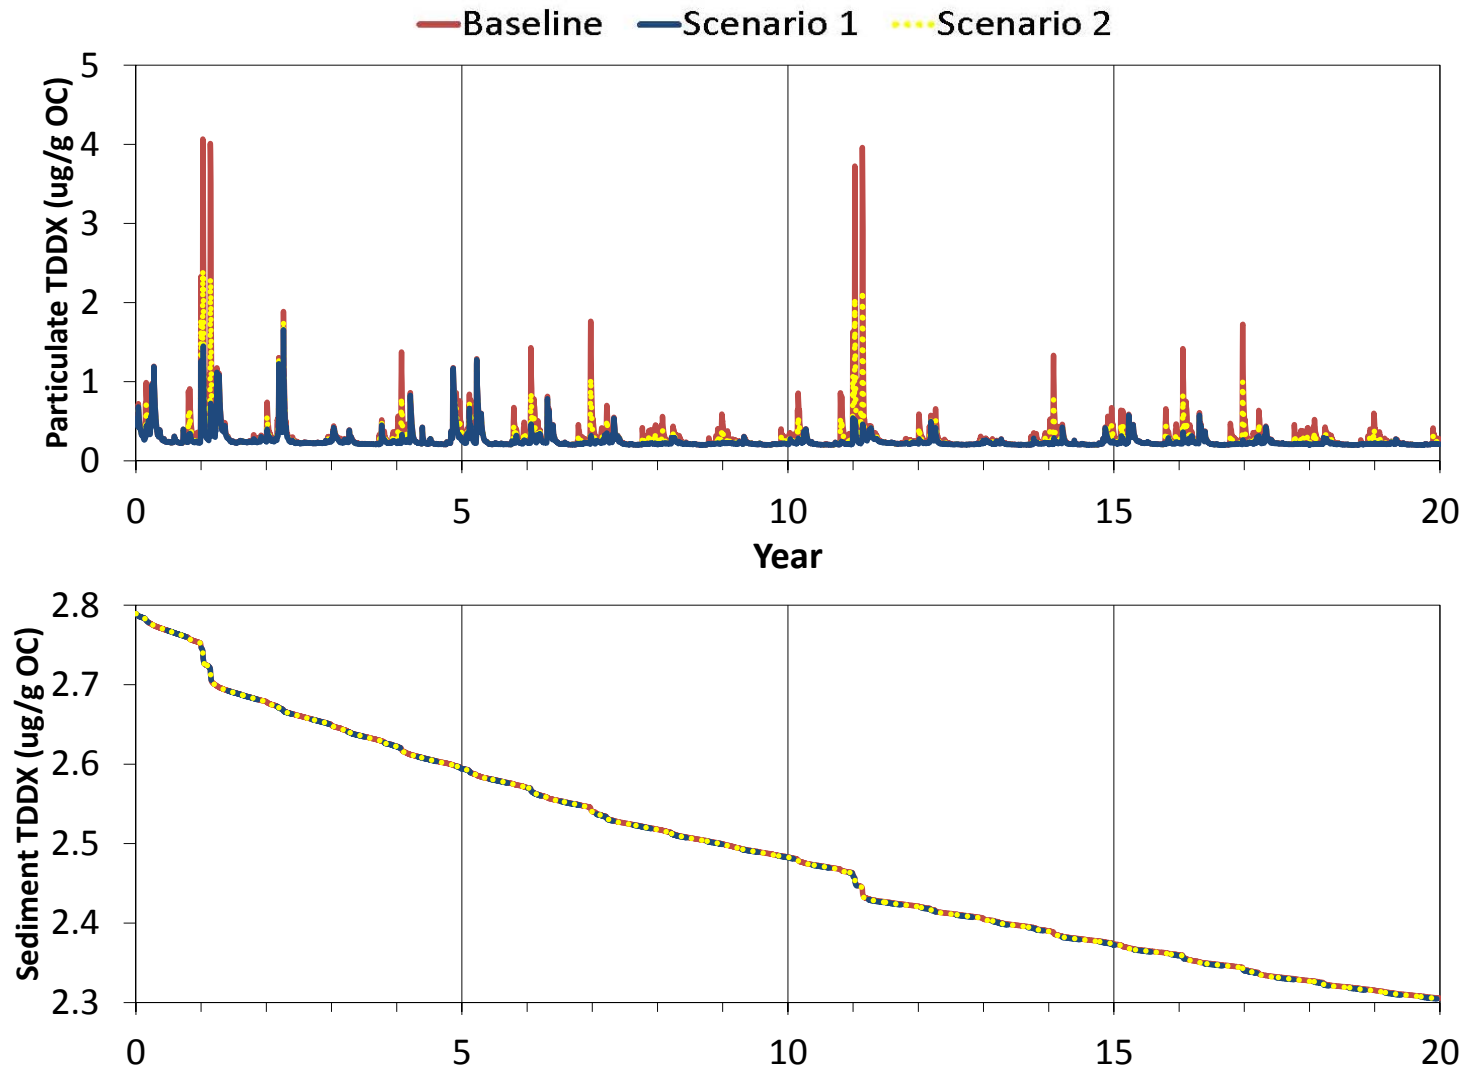 Baseline Scenario 1 Scenario 2
Particulate TDDX (ug/g OC)
5
4
3
2
1
0
0 5 10 15 20
Year
Sediment TDDX (ug/g OC)
2.8
2.7
2.6
2.5
2.4
2.3
0 5 10 15 20